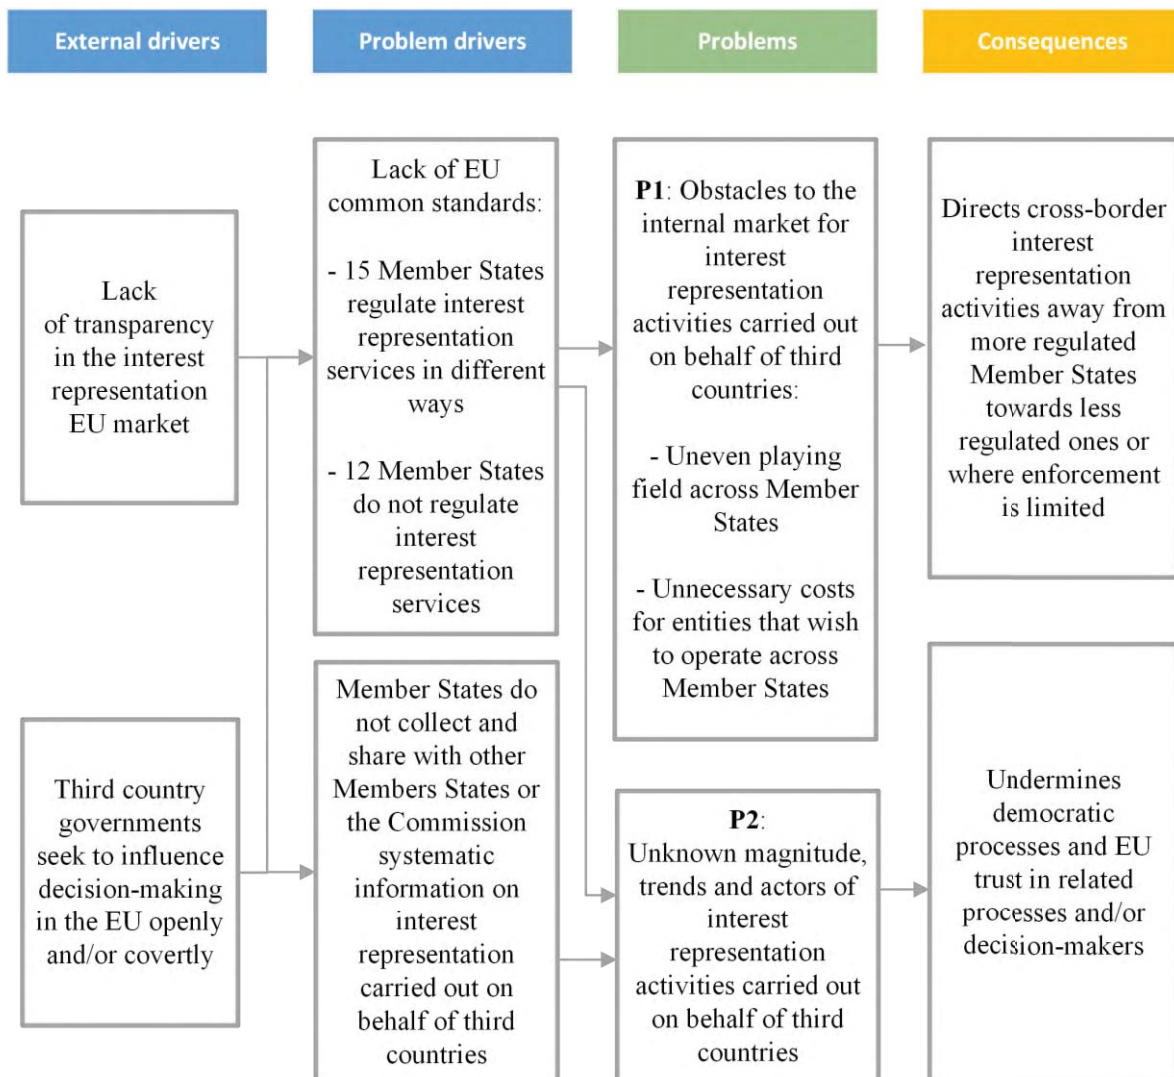 External drivers
Problem drivers
Problems
Consequences
Lack
of transparency
in the interest
representation
EU market
Third country
governments
seek to influence
decision-making
in the EU openly
and/or covertly
Lack of EU
common standards:
- 15 Member States
regulate interest
representation
services in different
ways
- 12 Member States
do not regulate
interest
representation
services
Member States do
not collect and
share with other
Members States or
the Commission
systematic
information on
interest
representation
carried out on
behalf of third
countries
P1: Obstacles to the
internal market for
interest
representation
activities carried out
on behalf of third
countries:
- Uneven playing
field across Member
States
- Unnecessary costs
for entities that wish
to operate across
Member States
P2:
Unknown magnitude,
trends and actors of
interest
representation
activities carried out
on behalf of third
countries
Directs cross-border
interest
representation
activities away from
more regulated
Member States
towards less
regulated ones or
where enforcement
is limited
Undermines
democratic
processes and EU
trust in related
processes and/or
decision-makers